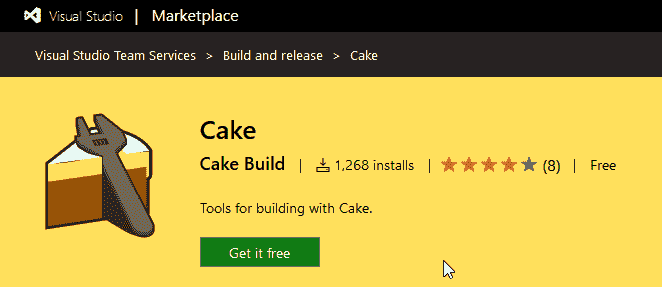 Visual Studio | Marketplace
Visual Studio Team Services > Build and release > Cake
Cake
Cake Build | 1,268 installs | (8) | Free
Tools for building with Cake.
Get it free